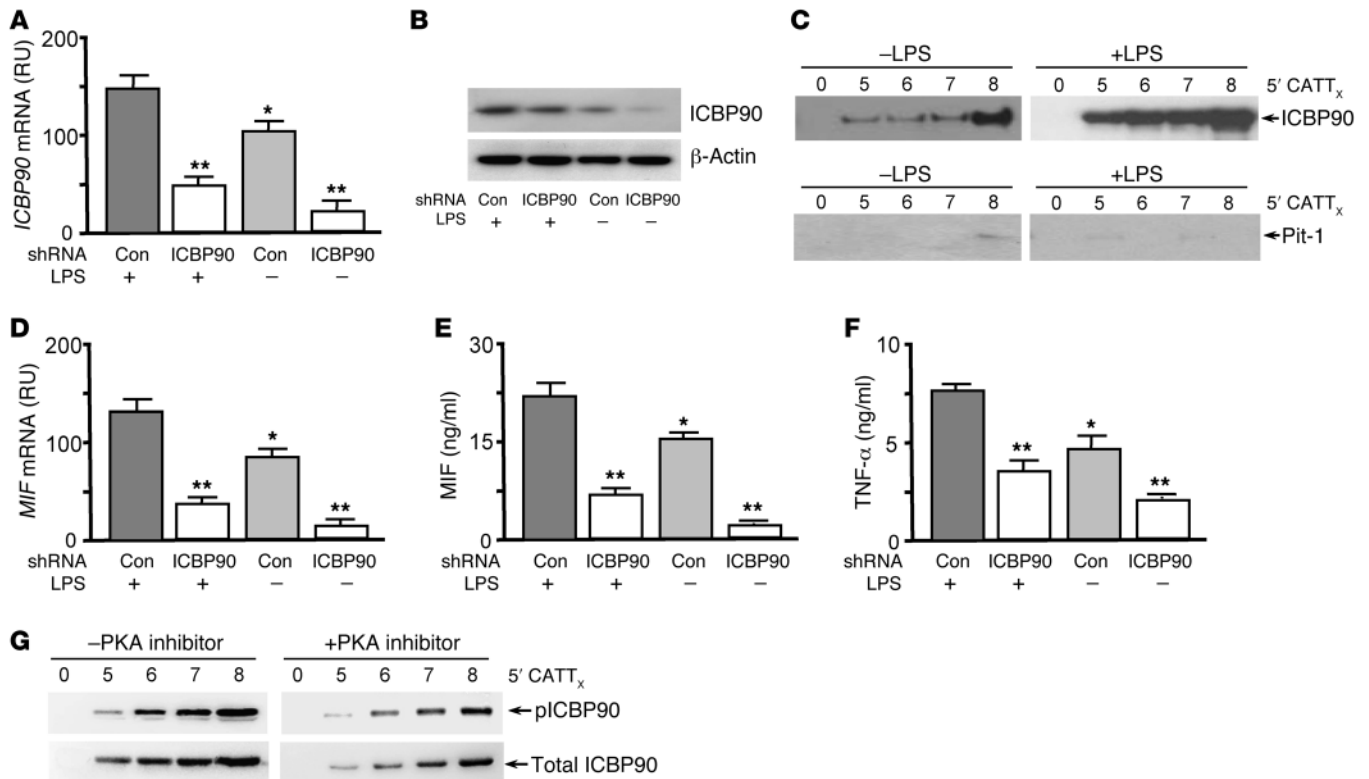 A
ICBP90 mRNA (RU)
200
100
0
* 
**
**
shRNA Con ICBP90 Con ICBP90
LPS + + – –
B
ICBP90
β-Actin
shRNA Con ICBP90 Con ICBP90
LPS + + – –
C
–LPS +LPS
0 5 6 7 8 0 5 6 7 8 5′ CATTx
ICBP90
–LPS +LPS
0 5 6 7 8 0 5 6 7 8 5′ CATTx
Pit-1
D
MIF mRNA (RU)
200
100
0
*
**
**
shRNA Con ICBP90 Con ICBP90
LPS + + – –
E
MIF (ng/ml)
30
15
0
*
**
**
shRNA Con ICBP90 Con ICBP90
LPS + + – –
F
TNF-α (ng/ml)
10
5
0
*
**
**
shRNA Con ICBP90 Con ICBP90
LPS + + – –
G
–PKA inhibitor +PKA inhibitor
0 5 6 7 8 0 5 6 7 8 5′ CATTx
pICBP90
Total ICBP90